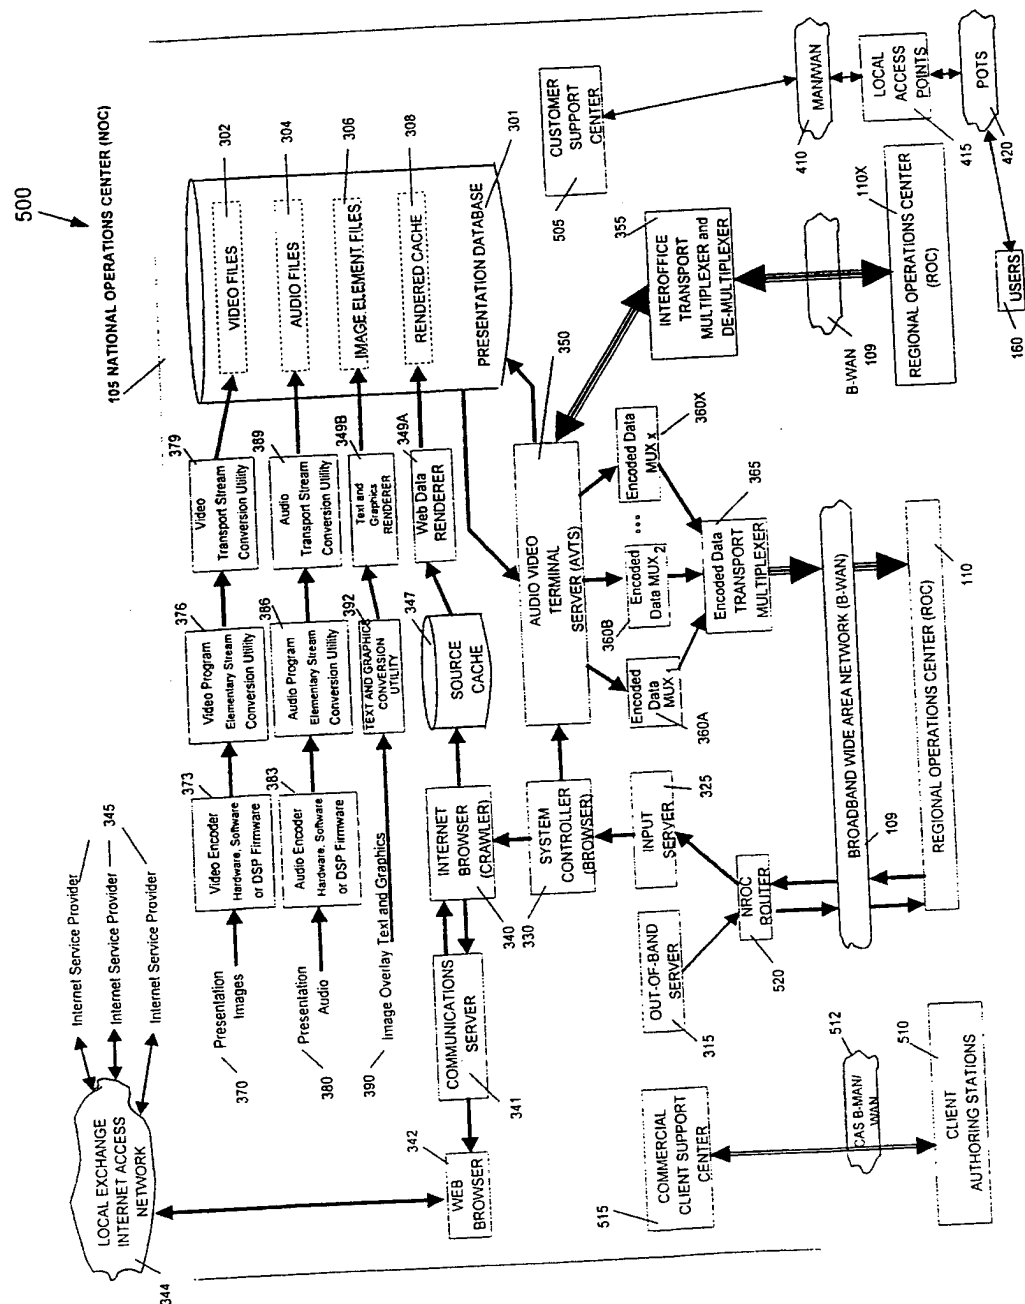 500
105 NATIONAL OPERATIONS CENTER (NOC)
LOCAL EXCHANGE
INTERNET ACCESS
NETWORK
344
Internet Service Provider
Internet Service Provider
Internet Service Provider
345
Presentation
Images
370
Video Encoder
Hardware, Software
or DSP Firmware
373
Video Program
Elementary Stream
Conversion Utility
376
Video
Transport Stream
Conversion Utility
379
VIDEO FILES
302
Presentation
Audio
380
Audio Encoder
Hardware, Software
or DSP Firmware
383
Audio Program
Elementary Stream
Conversion Utility
386
Audio
Transport Stream
Conversion Utility
389
AUDIO FILES
304
390
Image Overlay Text and Graphics
TEXT AND GRAPHICS
CONVERSION
UTILITY
392
Text and
Graphics
RENDERER
349B
IMAGE ELEMENT FILES
306
WEB
BROWSER
342
COMMUNICATIONS
SERVER
341
INTERNET
BROWSER
(CRAWLER)
340
SOURCE
CACHE
347
Web Data
RENDERER
349A
RENDERED CACHE
308
PRESENTATION DATABASE
301
SYSTEM
CONTROLLER
(BROWSER)
330
AUDIO VIDEO
TERMINAL
SERVER (AVTS)
350
INPUT
SERVER
325
OUT-OF-BAND
SERVER
315
NROC
ROUTER
520
Encoded
Data
MUX 1
360A
Encoded
Data MUX 2
360B
...
Encoded Data
MUX x
360X
Encoded Data
TRANSPORT
MULTIPLEXER
365
INTEROFFICE
TRANSPORT
MULTIPLEXER and
DE-MULTIPLEXER
355
CUSTOMER
SUPPORT
CENTER
505
COMMERCIAL
CLIENT SUPPORT
CENTER
515
CAS B-MAN/
WAN
512
CLIENT
AUTHORING STATIONS
510
BROADBAND WIDE AREA NETWORK (B-WAN)
109
REGIONAL OPERATIONS CENTER (ROC)
110
B-WAN
109
REGIONAL OPERATIONS CENTER
(ROC)
110X
MAN/WAN
410
LOCAL
ACCESS
POINTS
415
POTS
420
USERS
160